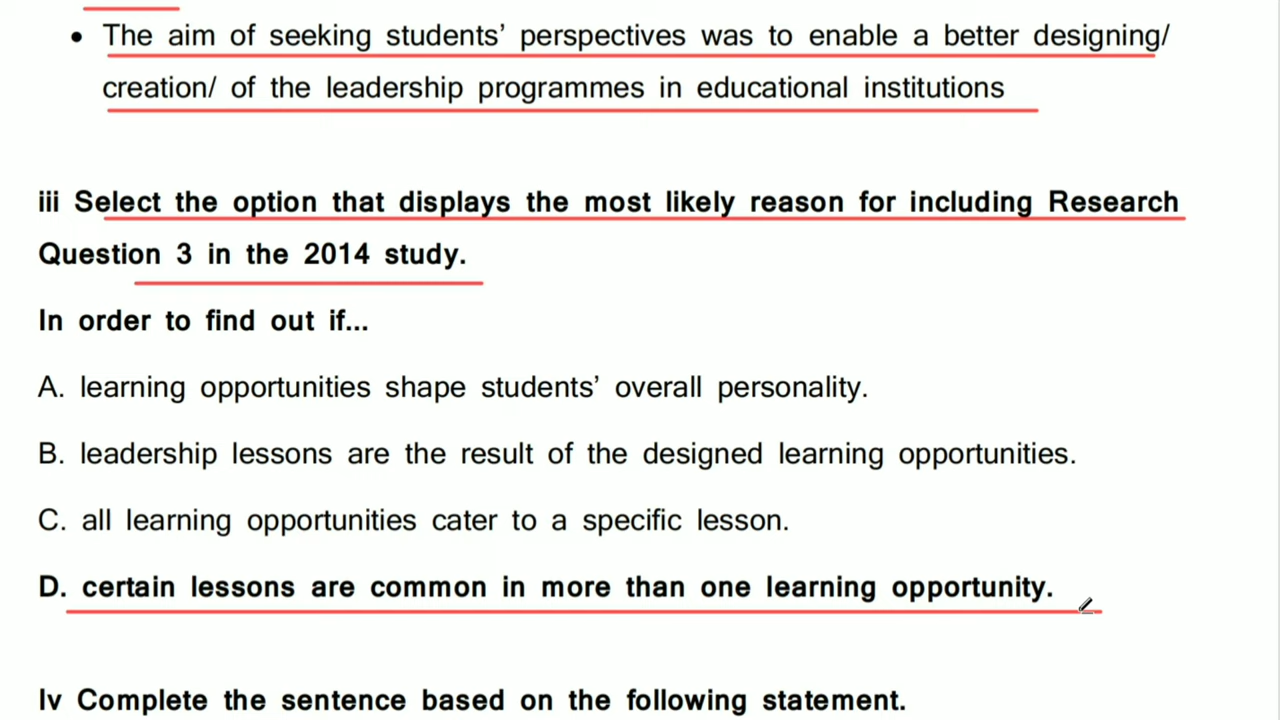 • The aim of seeking students’ perspectives was to enable a better designing/
creation/ of the leadership programmes in educational institutions
iii Select the option that displays the most likely reason for including Research
Question 3 in the 2014 study.
In order to find out if...
A. learning opportunities shape students’ overall personality.
B. leadership lessons are the result of the designed learning opportunities.
C. all learning opportunities cater to a specific lesson.
D. certain lessons are common in more than one learning opportunity.
Iv Complete the sentence based on the following statement.